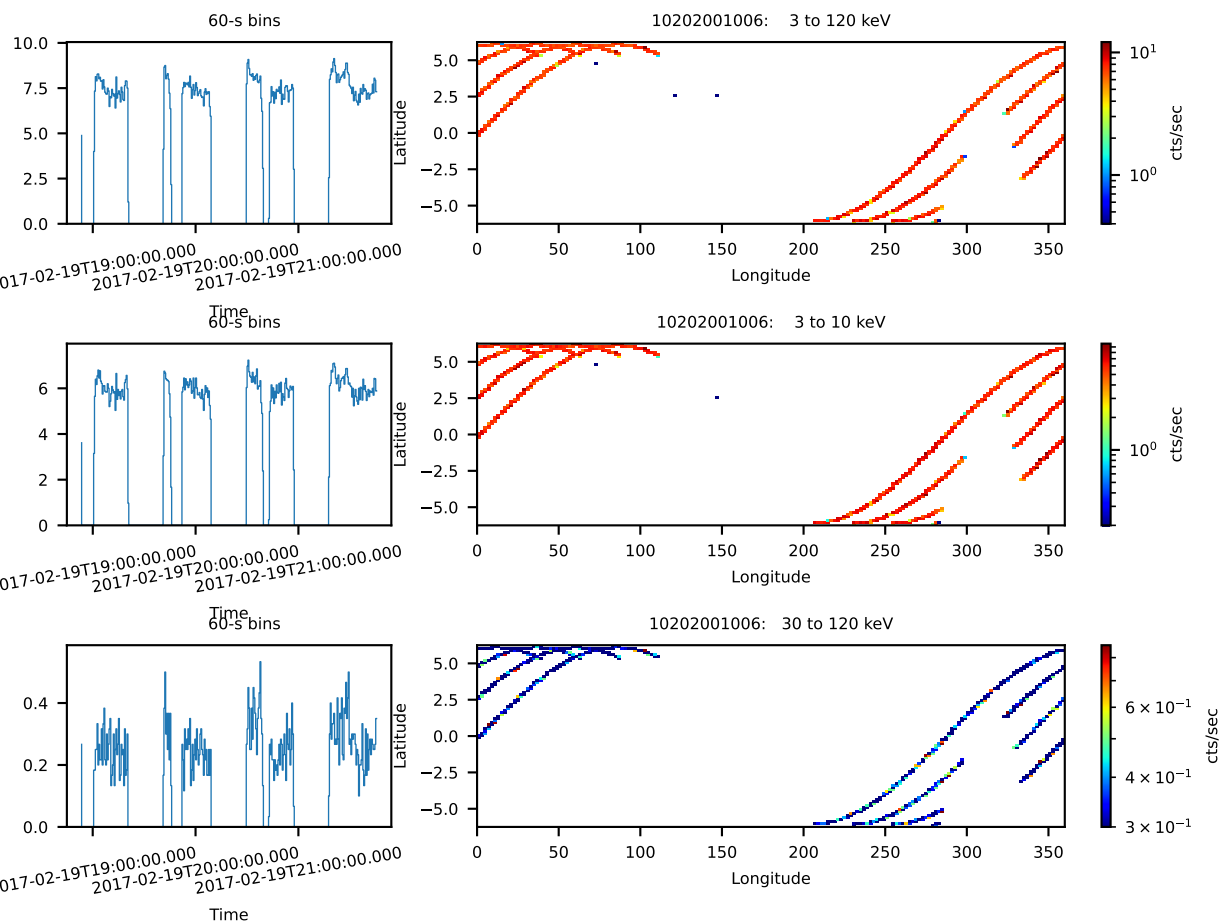 60-s bins
10202001006: 3 to 120 keV
10.0
7.5
5.0
2.5
0.0
017-02-19T19:00:00.000
2017-02-19T20:00:00.000
2017-02-19T21:00:00.000
Time
Latitude
5.0
2.5
0.0
−2.5
−5.0
0 50 100 150 200 250 300 350
Longitude
10¹
10⁰
cts/sec
60-s bins
10202001006: 3 to 10 keV
6
4
2
0
017-02-19T19:00:00.000
2017-02-19T20:00:00.000
2017-02-19T21:00:00.000
Time
Latitude
5.0
2.5
0.0
−2.5
−5.0
0 50 100 150 200 250 300 350
Longitude
10⁰
cts/sec
60-s bins
10202001006: 30 to 120 keV
0.4
0.2
0.0
017-02-19T19:00:00.000
2017-02-19T20:00:00.000
2017-02-19T21:00:00.000
Time
Latitude
5.0
2.5
0.0
−2.5
−5.0
0 50 100 150 200 250 300 350
Longitude
6 × 10⁻¹
4 × 10⁻¹
3 × 10⁻¹
cts/sec